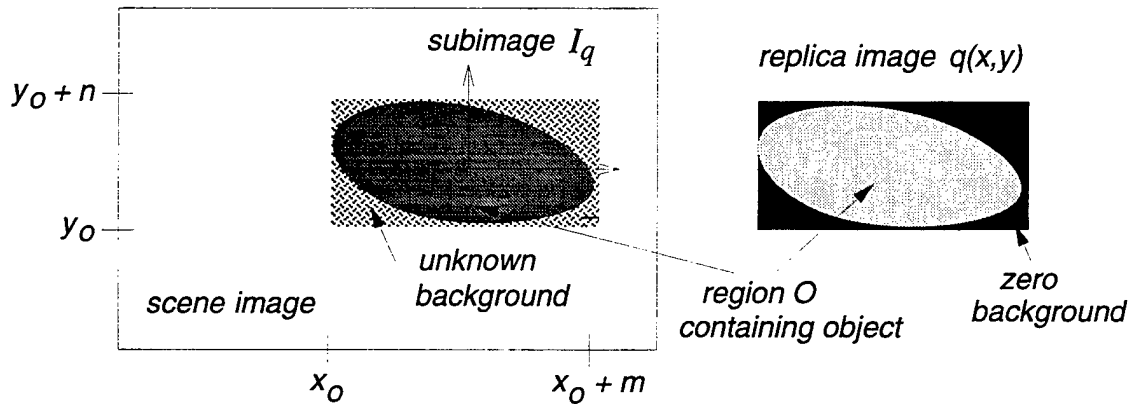 subimage I_q
replica image q(x,y)
y_o + n
y_o
unknown
background
scene image
region O
containing object
zero
background
x_o
x_o + m